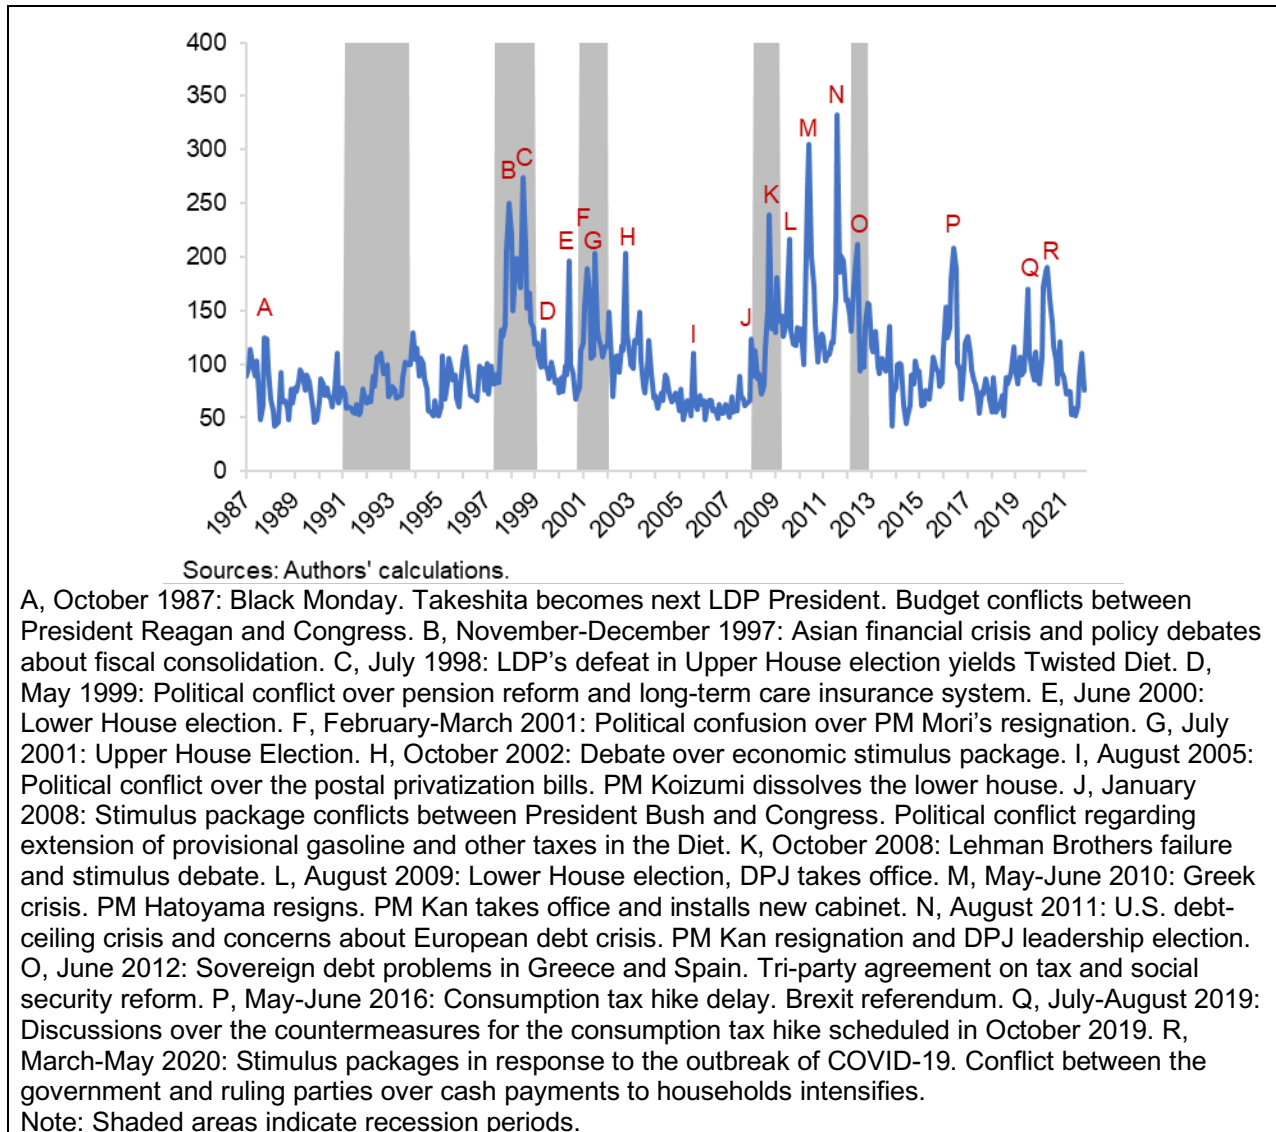 400
350
300
250
200
150
100
50
0
A
B
C
D
E
F
G
H
I
J
K
L
M
N
O
P
Q
R
1987
1989
1991
1993
1995
1997
1999
2001
2003
2005
2007
2009
2011
2013
2015
2017
2019
2021
Sources: Authors' calculations.
A, October 1987: Black Monday. Takeshita becomes next LDP President. Budget conflicts between
President Reagan and Congress. B, November-December 1997: Asian financial crisis and policy debates
about fiscal consolidation. C, July 1998: LDP's defeat in Upper House election yields Twisted Diet. D,
May 1999: Political conflict over pension reform and long-term care insurance system. E, June 2000:
Lower House election. F, February-March 2001: Political confusion over PM Mori's resignation. G, July
2001: Upper House Election. H, October 2002: Debate over economic stimulus package. I, August 2005:
Political conflict over the postal privatization bills. PM Koizumi dissolves the lower house. J, January
2008: Stimulus package conflicts between President Bush and Congress. Political conflict regarding
extension of provisional gasoline and other taxes in the Diet. K, October 2008: Lehman Brothers failure
and stimulus debate. L, August 2009: Lower House election, DPJ takes office. M, May-June 2010: Greek
crisis. PM Hatoyama resigns. PM Kan takes office and installs new cabinet. N, August 2011: U.S. debt-
ceiling crisis and concerns about European debt crisis. PM Kan resignation and DPJ leadership election.
O, June 2012: Sovereign debt problems in Greece and Spain. Tri-party agreement on tax and social
security reform. P, May-June 2016: Consumption tax hike delay. Brexit referendum. Q, July-August 2019:
Discussions over the countermeasures for the consumption tax hike scheduled in October 2019. R,
March-May 2020: Stimulus packages in response to the outbreak of COVID-19. Conflict between the
government and ruling parties over cash payments to households intensifies.
Note: Shaded areas indicate recession periods.